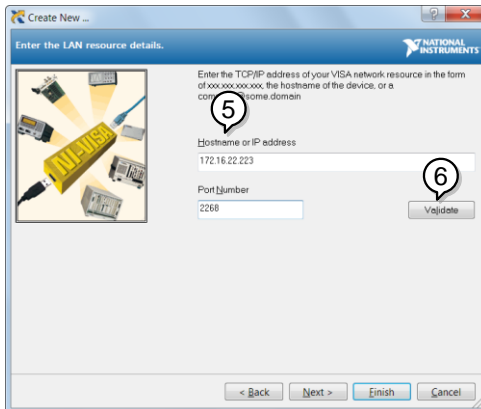 Create New ...
Enter the LAN resource details.
NATIONAL
INSTRUMENTS
Enter the TCP/IP address of your VISA network resource in the form
of xxx.xxx.xxx.xxx, the hostname of the device, or a
some.domain
5
Hostname or IP address
172.16.22.223
6
Port Number
2268
Validate
NI-VISA
< Back
Next >
Finish
Cancel